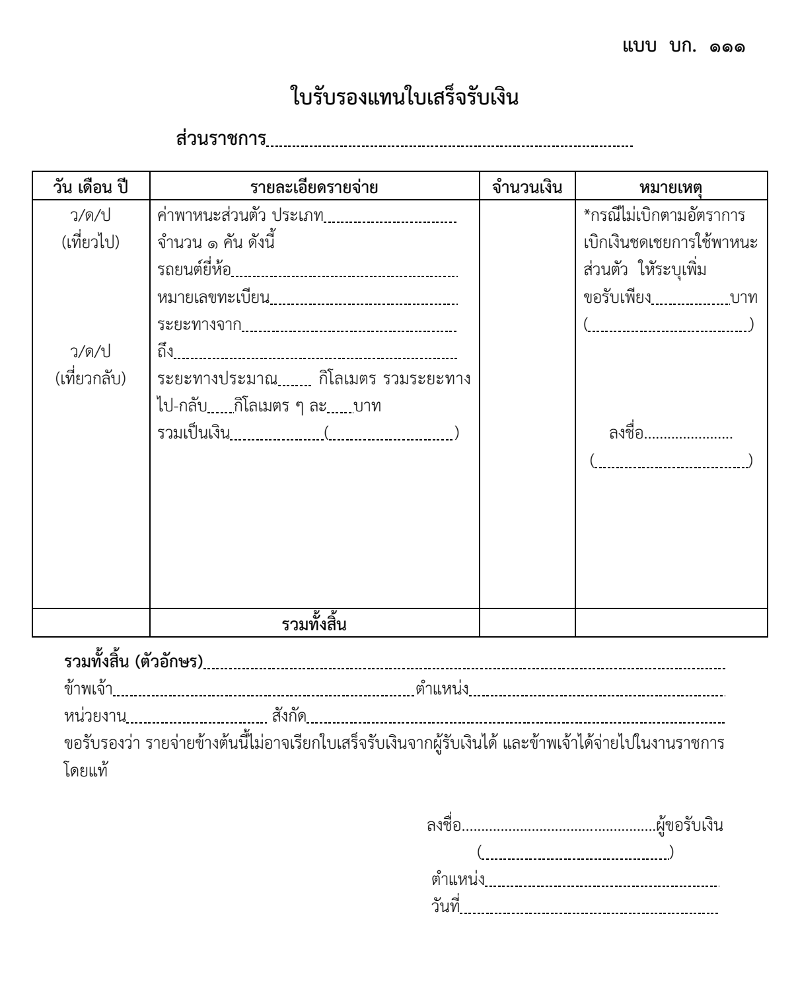 แบบ บก. ๑๑๑
ใบรับรองแทนใบเสร็จรับเงิน
ส่วนราชการ
วัน เดือน ปี รายละเอียดรายจ่าย จำนวนเงิน หมายเหตุ
ว/ด/ป ค่าพาหนะส่วนตัว ประเภท *กรณีไม่เบิกตามอัตราการ
(เที่ยวไป) จำนวน ๑ คัน ดังนี้ เบิกเงินชดเชยการใช้พาหนะ
รถยนต์ยี่ห้อ ส่วนตัว ให้ระบุเพิ่ม
หมายเลขทะเบียน ขอรับเพียง บาท
ระยะทางจาก ( )
ว/ด/ป ถึง
(เที่ยวกลับ) ระยะทางประมาณ กิโลเมตร รวมระยะทาง
ไป-กลับ กิโลเมตร ๆ ละ บาท
รวมเป็นเงิน ( ) ลงชื่อ.......................
( )
รวมทั้งสิ้น
รวมทั้งสิ้น (ตัวอักษร)
ข้าพเจ้า ตำแหน่ง
หน่วยงาน สังกัด
ขอรับรองว่า รายจ่ายข้างต้นนี้ไม่อาจเรียกใบเสร็จรับเงินจากผู้รับเงินได้ และข้าพเจ้าได้จ่ายไปในงานราชการ
โดยแท้
ลงชื่อ..................................................ผู้ขอรับเงิน
( )
ตำแหน่ง
วันที่